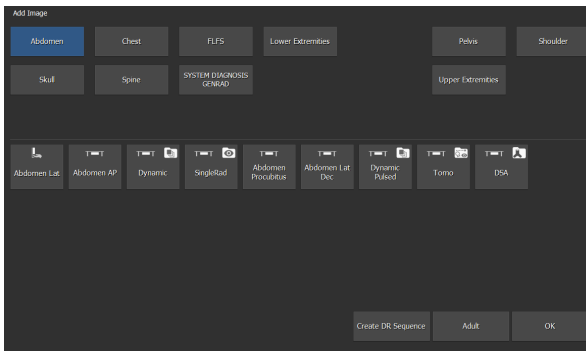 Add Image
Abdomen
Chest
FLFS
Lower Extremities
Pelvis
Shoulder
Skull
Spine
SYSTEM DIAGNOSIS
GENRAD
Upper Extremities
Abdomen Lat
Abdomen AP
Dynamic
SingleRad
Abdomen
Procubitus
Abdomen Lat
Dec
Dynamic
Pulsed
Tomo
DSA
Create DR Sequence
Adult
OK